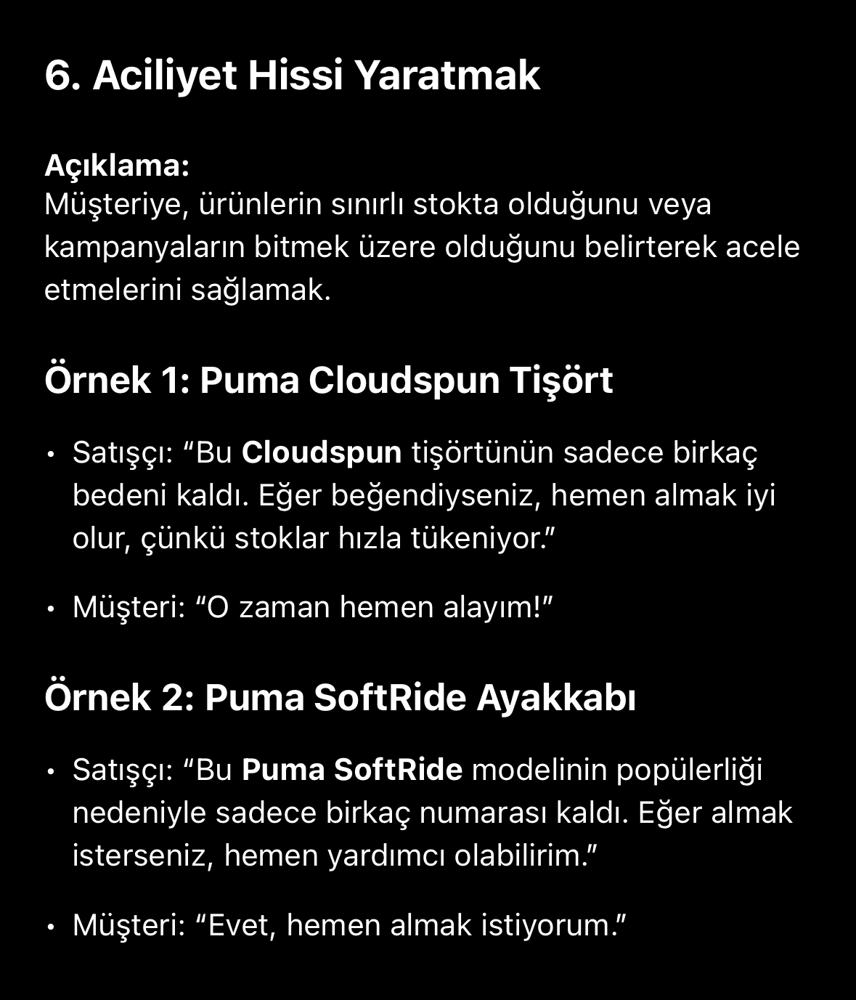 6. Aciliyet Hissi Yaratmak
Açıklama:
Müşteriye, ürünlerin sınırlı stokta olduğunu veya
kampanyaların bitmek üzere olduğunu belirterek acele
etmelerini sağlamak.
Örnek 1: Puma Cloudspun Tişört
• Satışçı: “Bu Cloudspun tişörtünün sadece birkaç
bedeni kaldı. Eğer beğendiyseniz, hemen almak iyi
olur, çünkü stoklar hızla tükeniyor.”
• Müşteri: “O zaman hemen alayım!”
Örnek 2: Puma SoftRide Ayakkabı
• Satışçı: “Bu Puma SoftRide modelinin popülerliği
nedeniyle sadece birkaç numarası kaldı. Eğer almak
isterseniz, hemen yardımcı olabilirim.”
• Müşteri: “Evet, hemen almak istiyorum.”